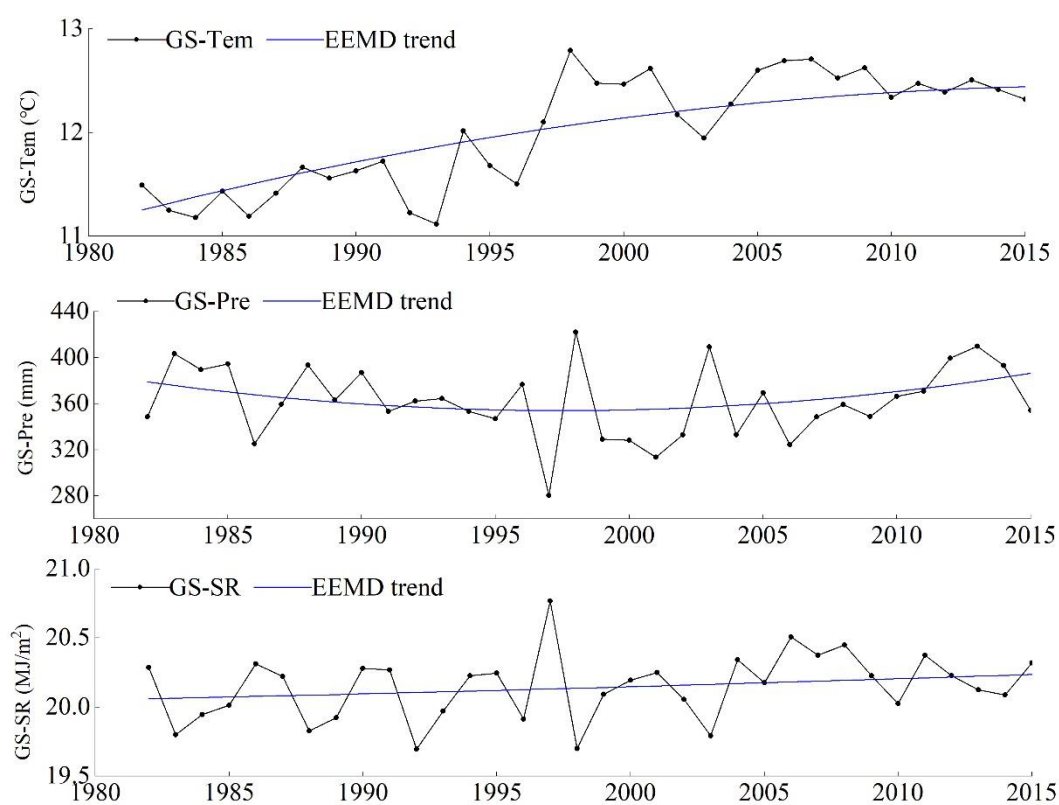 GS-Tem EEMD trend
GS-Tem (°C)
13
12
11
1980 1985 1990 1995 2000 2005 2010 2015
GS-Pre EEMD trend
GS-Pre (mm)
440
400
360
320
280
1980 1985 1990 1995 2000 2005 2010 2015
GS-SR EEMD trend
GS-SR (MJ/m²)
21.0
20.5
20.0
19.5
1980 1985 1990 1995 2000 2005 2010 2015